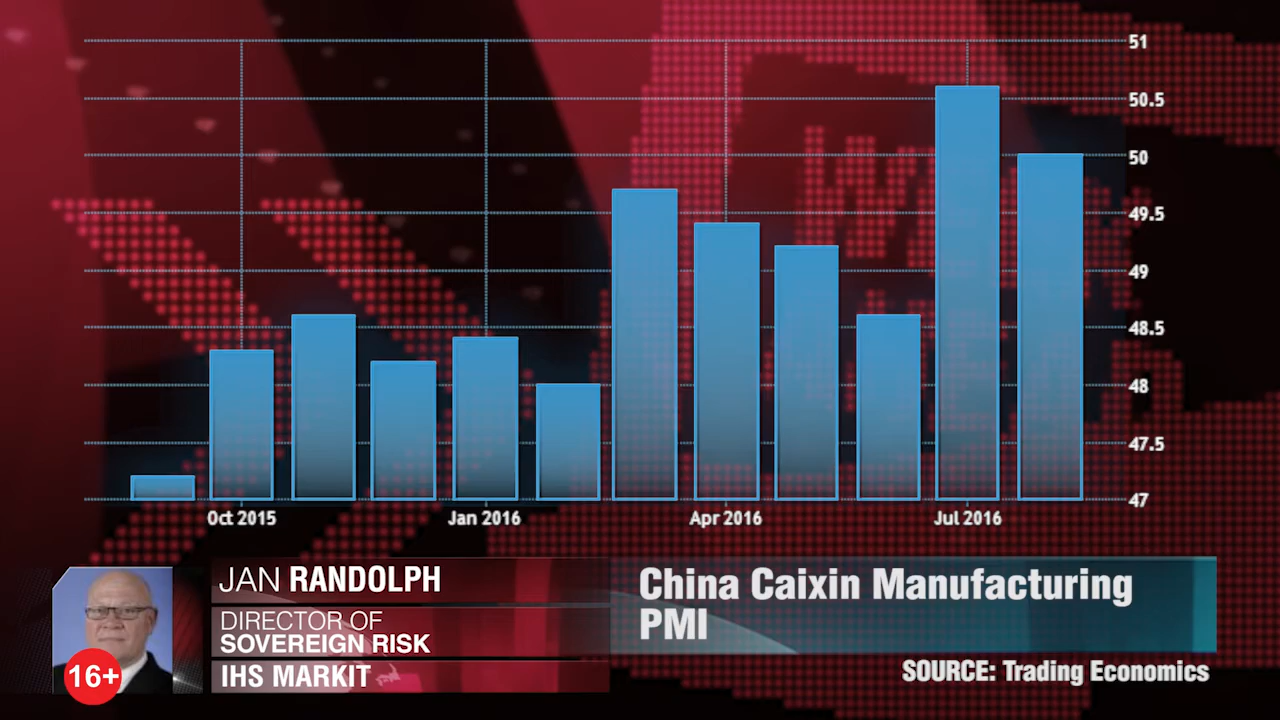 51
50.5
50
49.5
49
48.5
48
47.5
47
Oct 2015 Jan 2016 Apr 2016 Jul 2016
JAN RANDOLPH
DIRECTOR OF
SOVEREIGN RISK
IHS MARKIT
16+
China Caixin Manufacturing
PMI
SOURCE: Trading Economics